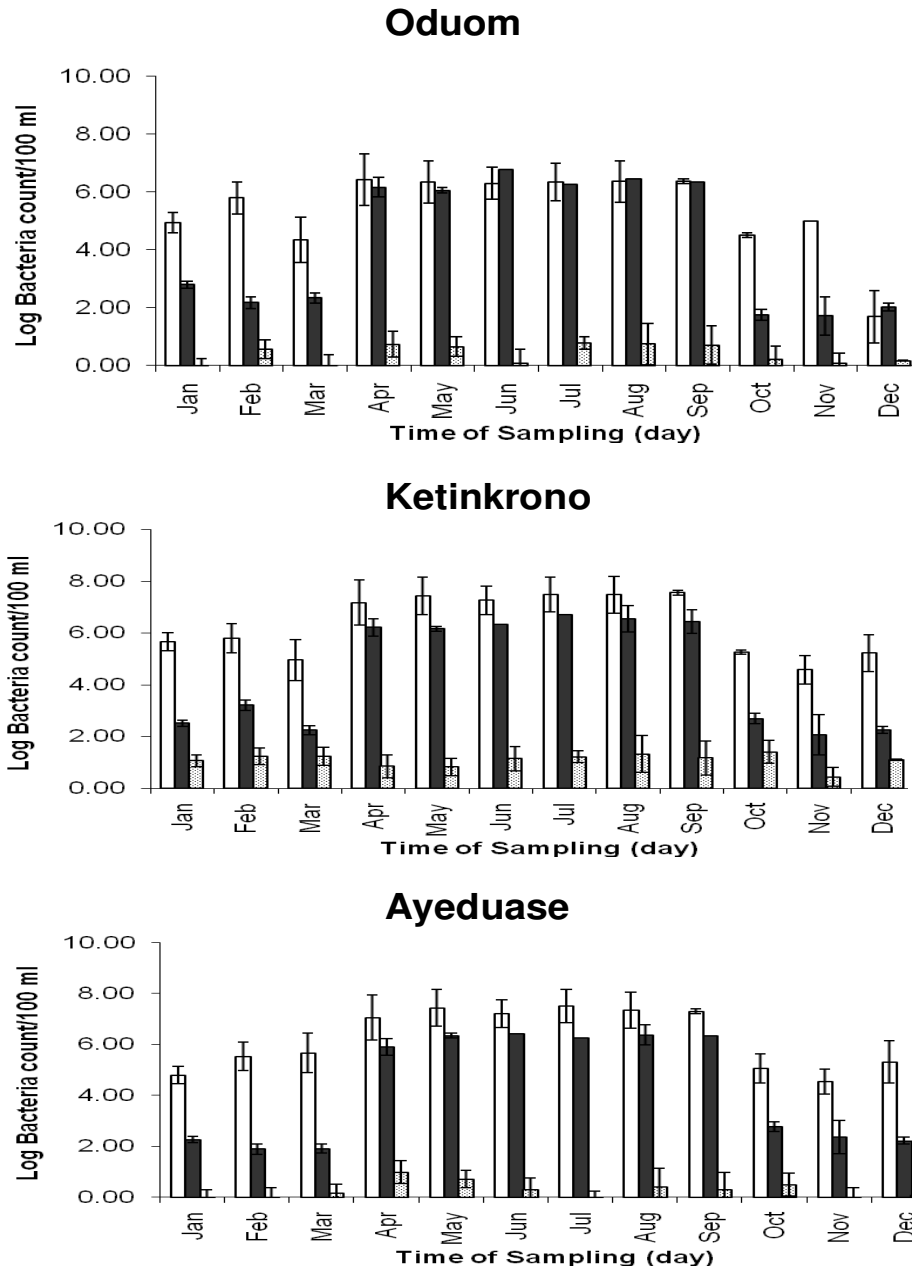 Oduom
Log Bacteria count/100 ml
10.00
8.00
6.00
4.00
2.00
0.00
Jan Feb Mar Apr May Jun Jul Aug Sep Oct Nov Dec
Time of Sampling (day)
Ketinkrono
Log Bacteria count/100 ml
10.00
8.00
6.00
4.00
2.00
0.00
Jan Feb Mar Apr May Jun Jul Aug Sep Oct Nov Dec
Time of Sampling (day)
Ayeduase
Log Bacteria count/100 ml
10.00
8.00
6.00
4.00
2.00
0.00
Jan Feb Mar Apr May Jun Jul Aug Sep Oct Nov Dec
Time of Sampling (day)